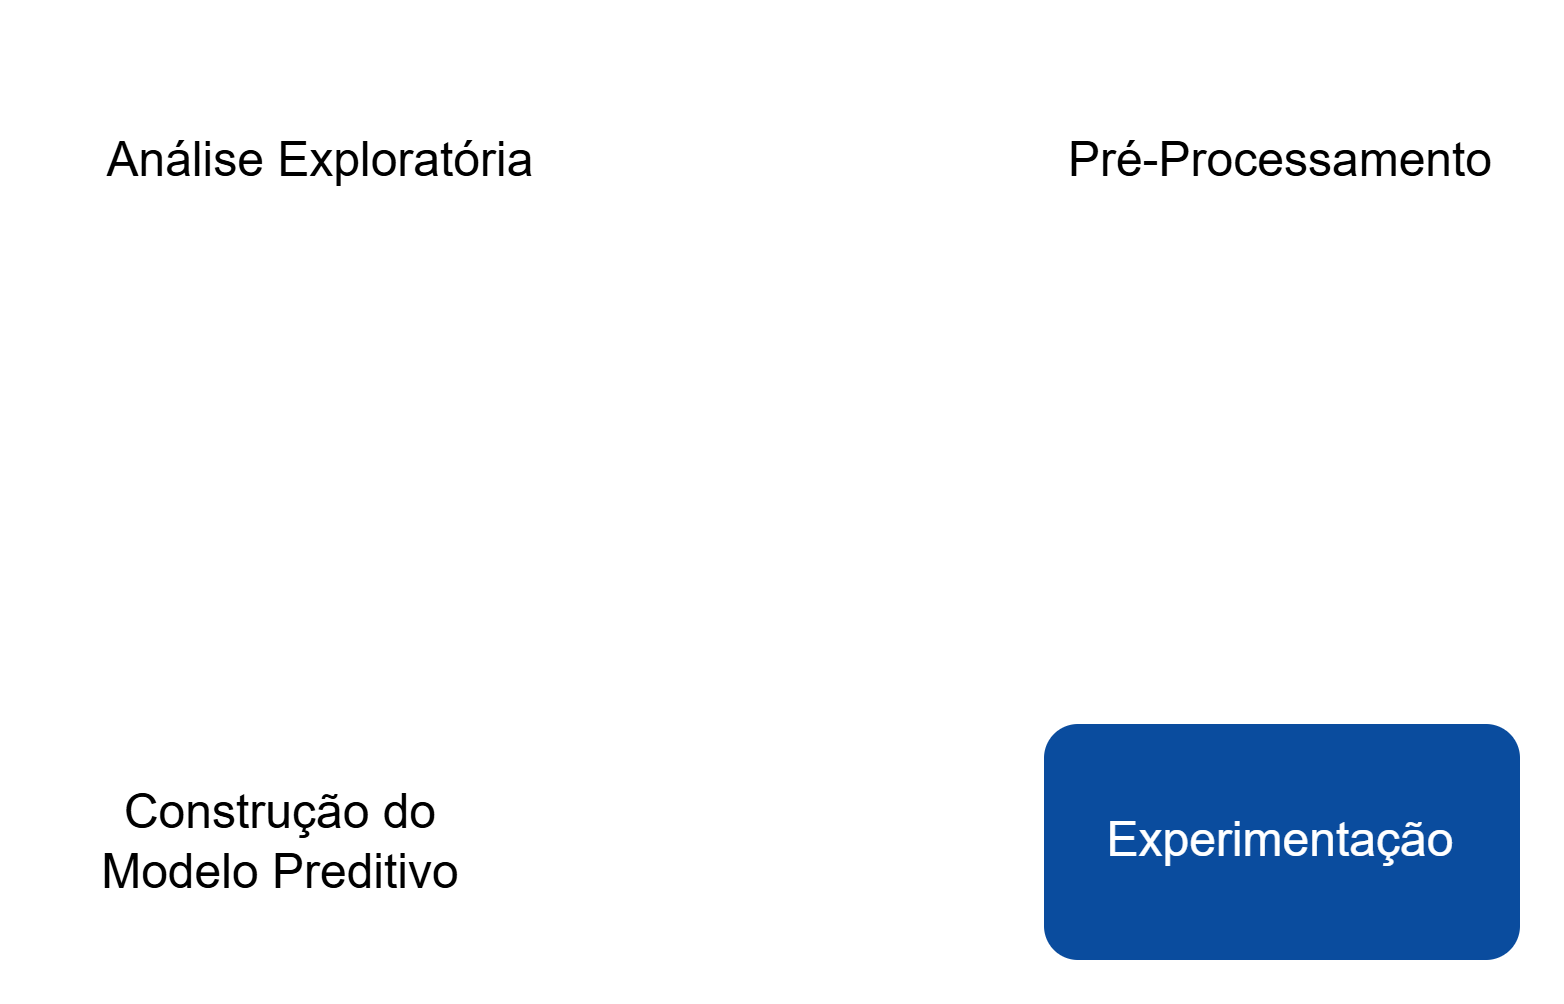 Análise Exploratória
Pré-Processamento
Construção do
Modelo Preditivo
Experimentação